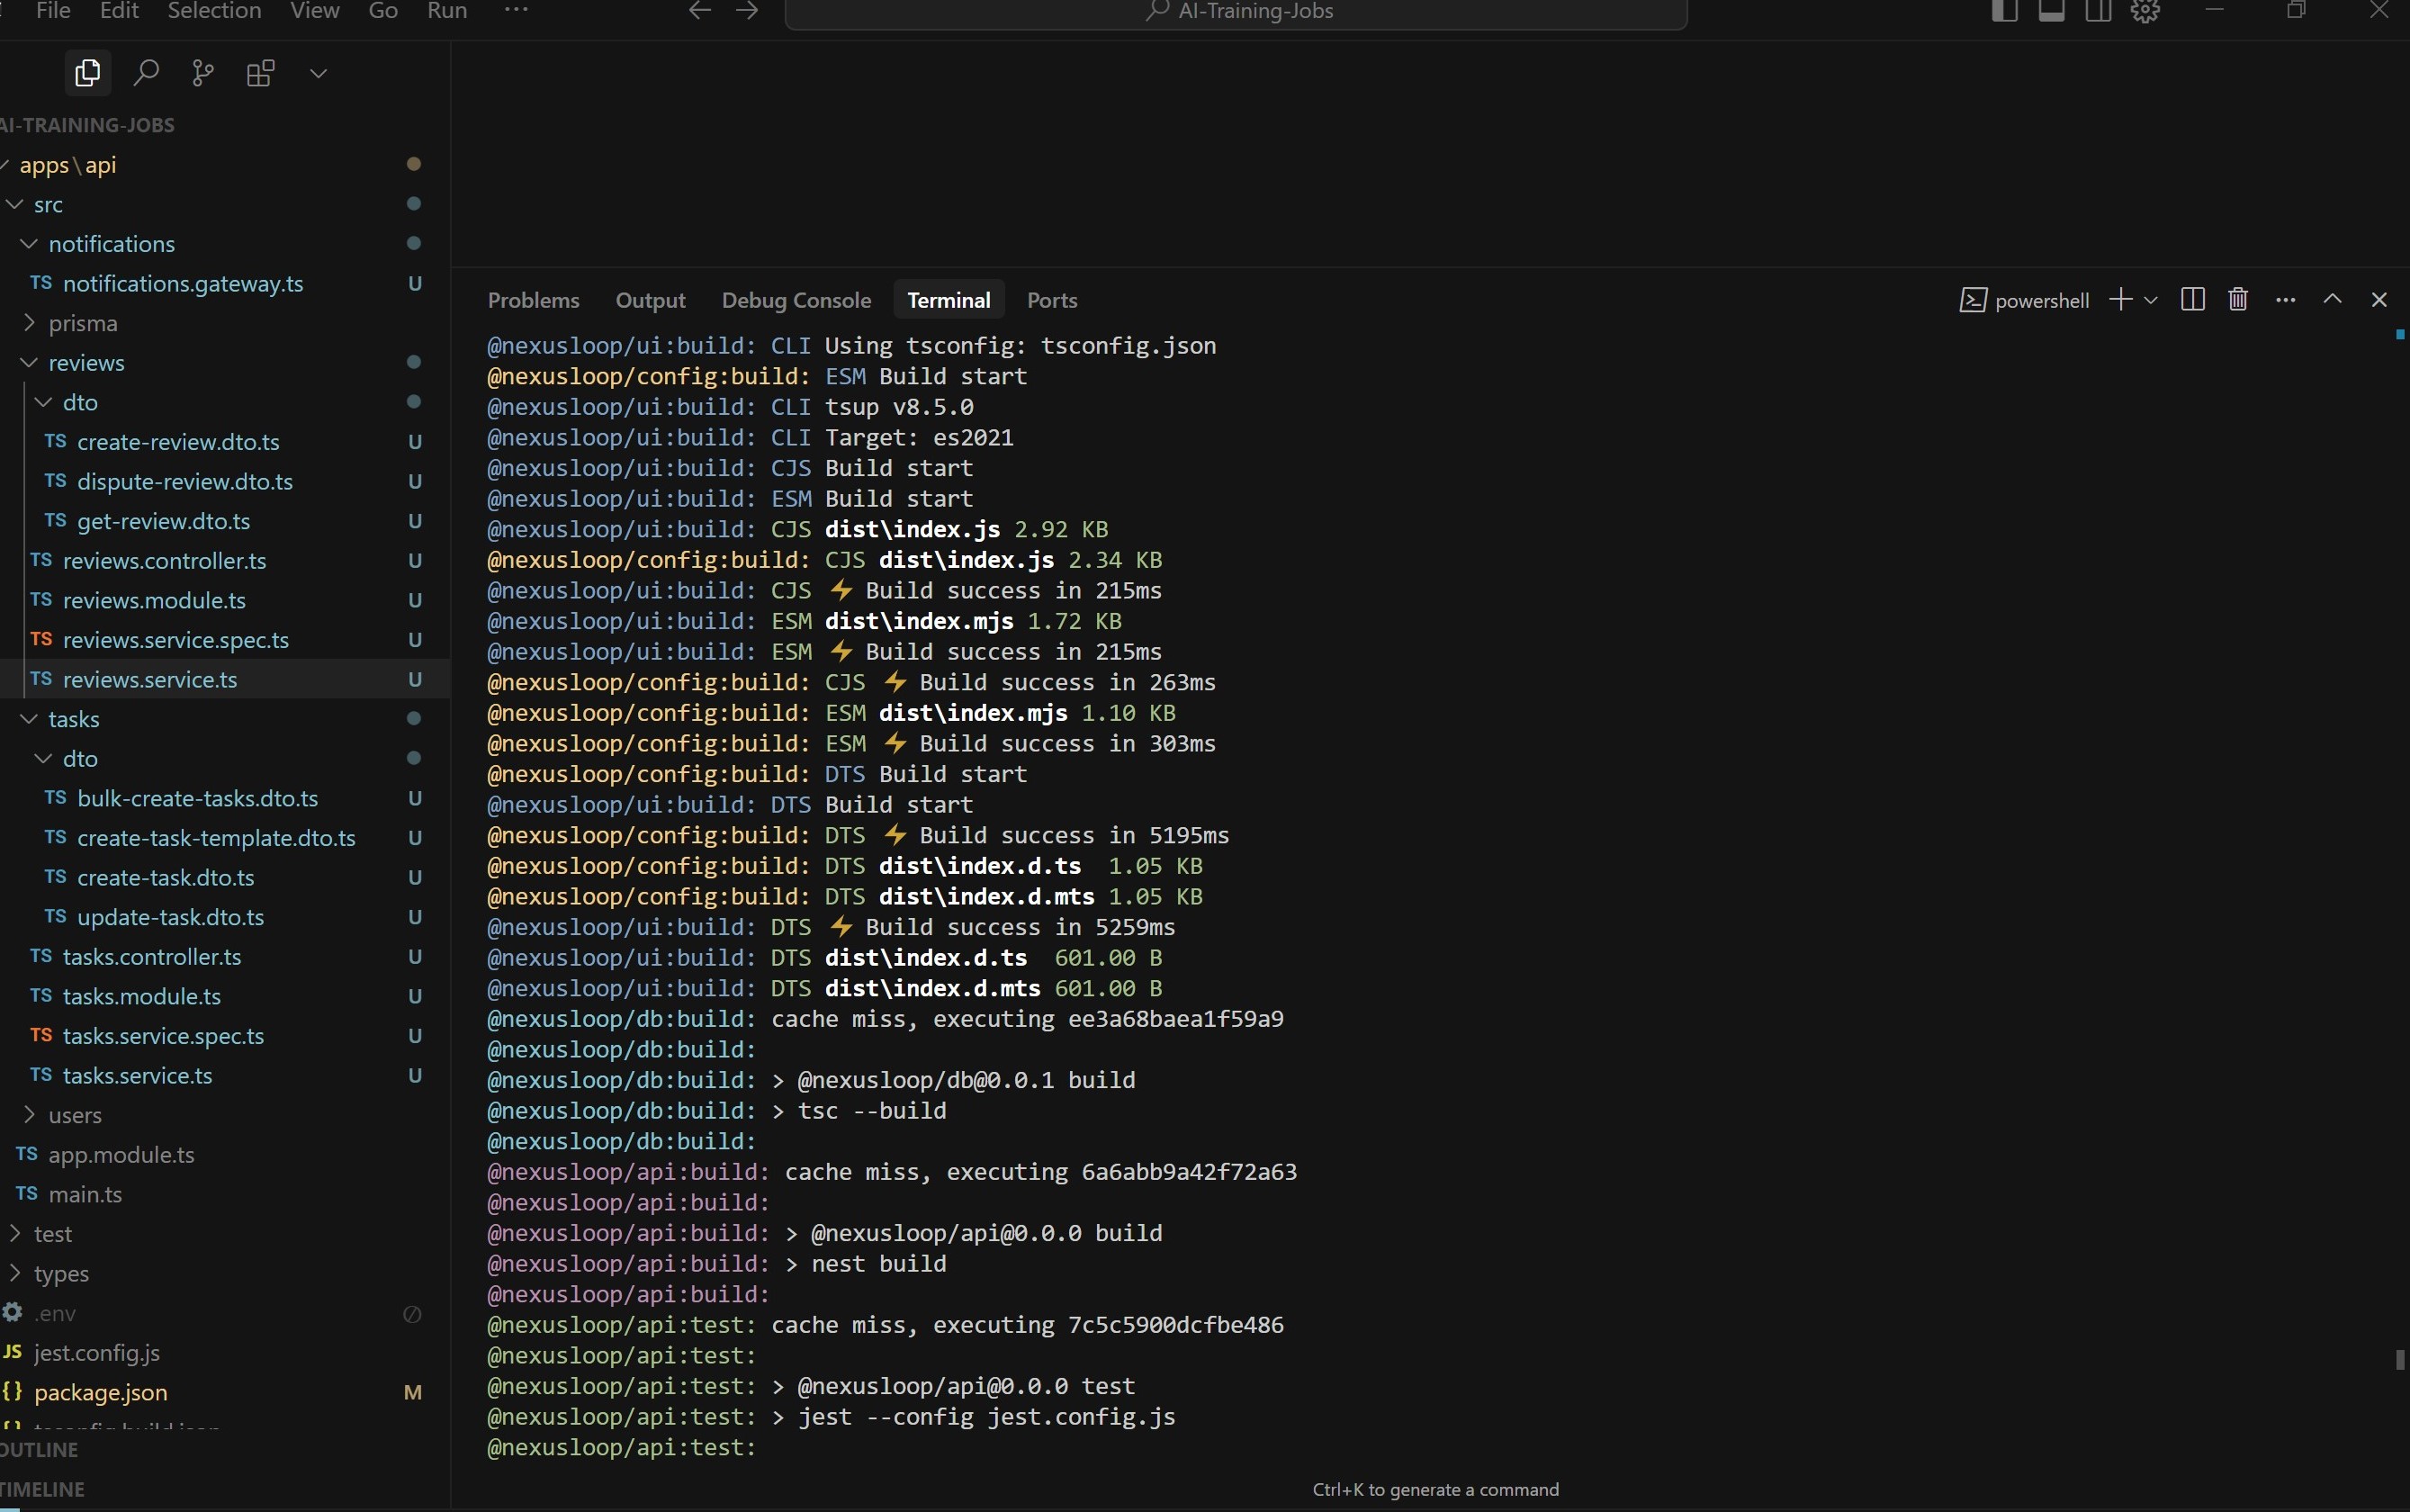 File Edit Selection View Go Run ···
AI-Training-Jobs
AI-TRAINING-JOBS
apps\api
src
notifications
TS notifications.gateway.ts U
prisma
reviews
dto
TS create-review.dto.ts U
TS dispute-review.dto.ts U
TS get-review.dto.ts U
TS reviews.controller.ts U
TS reviews.module.ts U
TS reviews.service.spec.ts U
TS reviews.service.ts U
tasks
dto
TS bulk-create-tasks.dto.ts U
TS create-task-template.dto.ts U
TS create-task.dto.ts U
TS update-task.dto.ts U
TS tasks.controller.ts U
TS tasks.module.ts U
TS tasks.service.spec.ts U
TS tasks.service.ts U
users
TS app.module.ts
TS main.ts
test
types
.env
JS jest.config.js
{} package.json M
tsconfig.build.json
OUTLINE
TIMELINE
Problems Output Debug Console Terminal Ports
powershell
@nexusloop/ui:build: CLI Using tsconfig: tsconfig.json
@nexusloop/config:build: ESM Build start
@nexusloop/ui:build: CLI tsup v8.5.0
@nexusloop/ui:build: CLI Target: es2021
@nexusloop/ui:build: CJS Build start
@nexusloop/ui:build: ESM Build start
@nexusloop/ui:build: CJS dist\index.js 2.92 KB
@nexusloop/config:build: CJS dist\index.js 2.34 KB
@nexusloop/ui:build: CJS ⚡ Build success in 215ms
@nexusloop/ui:build: ESM dist\index.mjs 1.72 KB
@nexusloop/ui:build: ESM ⚡ Build success in 215ms
@nexusloop/config:build: CJS ⚡ Build success in 263ms
@nexusloop/config:build: ESM dist\index.mjs 1.10 KB
@nexusloop/config:build: ESM ⚡ Build success in 303ms
@nexusloop/config:build: DTS Build start
@nexusloop/ui:build: DTS Build start
@nexusloop/config:build: DTS ⚡ Build success in 5195ms
@nexusloop/config:build: DTS dist\index.d.ts  1.05 KB
@nexusloop/config:build: DTS dist\index.d.mts 1.05 KB
@nexusloop/ui:build: DTS ⚡ Build success in 5259ms
@nexusloop/ui:build: DTS dist\index.d.ts  601.00 B
@nexusloop/ui:build: DTS dist\index.d.mts 601.00 B
@nexusloop/db:build: cache miss, executing ee3a68baea1f59a9
@nexusloop/db:build:
@nexusloop/db:build: > @nexusloop/db@0.0.1 build
@nexusloop/db:build: > tsc --build
@nexusloop/db:build:
@nexusloop/api:build: cache miss, executing 6a6abb9a42f72a63
@nexusloop/api:build:
@nexusloop/api:build: > @nexusloop/api@0.0.0 build
@nexusloop/api:build: > nest build
@nexusloop/api:build:
@nexusloop/api:test: cache miss, executing 7c5c5900dcfbe486
@nexusloop/api:test:
@nexusloop/api:test: > @nexusloop/api@0.0.0 test
@nexusloop/api:test: > jest --config jest.config.js
@nexusloop/api:test:
Ctrl+K to generate a command